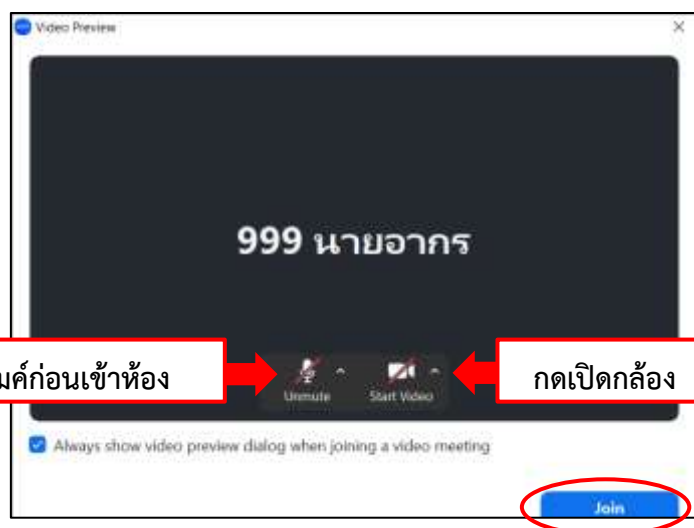 Video Preview
999 นายอากร
มค์ก่อนเข้าห้อง
กดเปิดกล้อง
Unmute
Start Video
Always show video preview dialog when joining a video meeting
Join